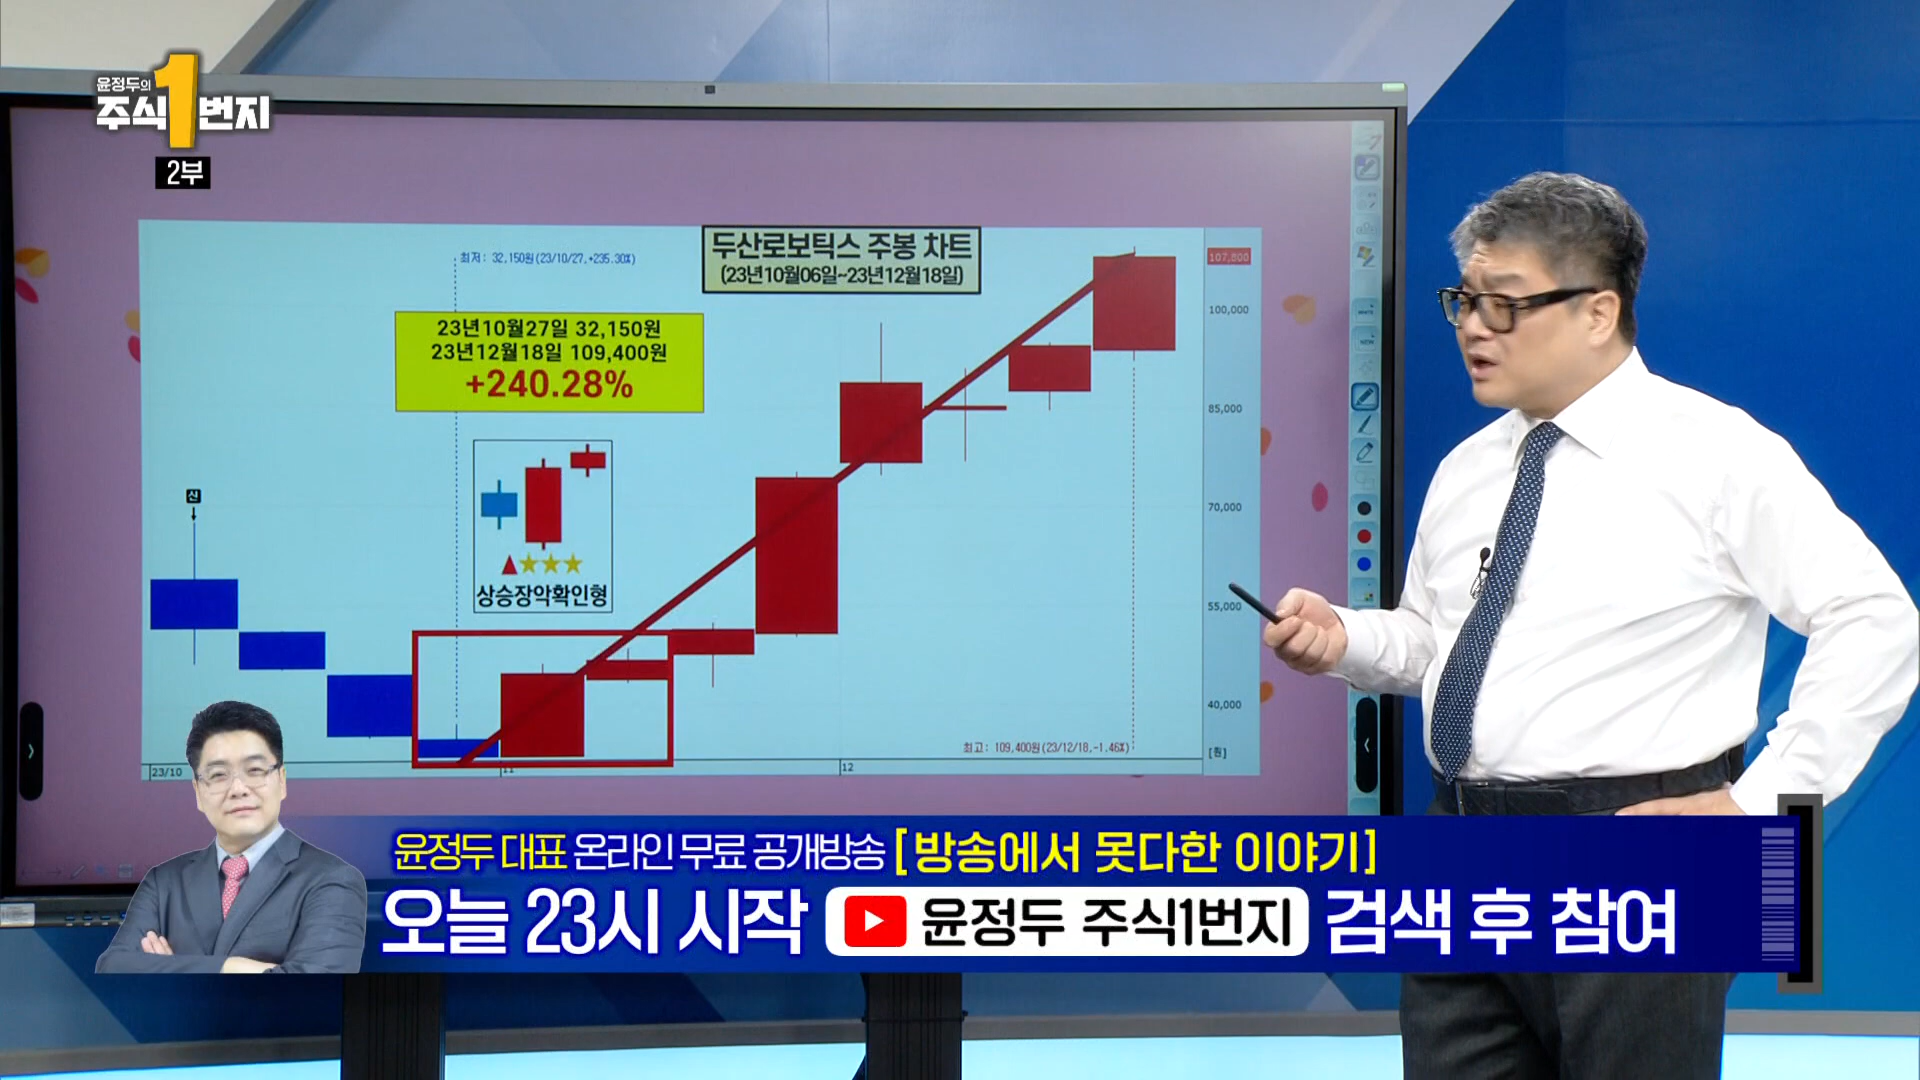 윤정두의
주식1번지
2부
두산로보틱스 주봉 차트
(23년10월06일~23년12월18일)
최저: 32,150원(23/10/27,+235.30%)
23년10월27일 32,150원
23년12월18일 109,400원
+240.28%
신
상승장악확인형
107,800
100,000
85,000
70,000
55,000
40,000
[원]
최고: 109,400원(23/12/18,-1.46%)
23/10
11
12
WHITE
NEW
윤정두 대표 온라인 무료 공개방송 [방송에서 못다한 이야기]
오늘 23시 시작 윤정두 주식1번지 검색 후 참여